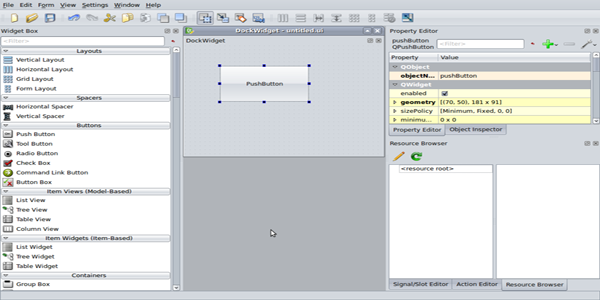 File Edit Form View Settings Window Help
Widget Box
<Filter>
Layouts
Vertical Layout
Horizontal Layout
Grid Layout
Form Layout
Spacers
Horizontal Spacer
Vertical Spacer
Buttons
Push Button
Tool Button
Radio Button
Check Box
Command Link Button
Button Box
Item Views (Model-Based)
List View
Tree View
Table View
Column View
Item Widgets (Item-Based)
List Widget
Tree Widget
Table Widget
Containers
Group Box
DockWidget - untitled.ui
DockWidget
PushButton
Property Editor
pushButton
QPushButton
<Filter>
Property Value
QObject
objectN... pushButton
QWidget
enabled
geometry [(70, 50), 181 x 91]
sizePolicy [Minimum, Fixed, 0, 0]
minimu... 0 x 0
Property Editor Object Inspector
Resource Browser
<resource root>
Signal/Slot Editor Action Editor Resource Browser